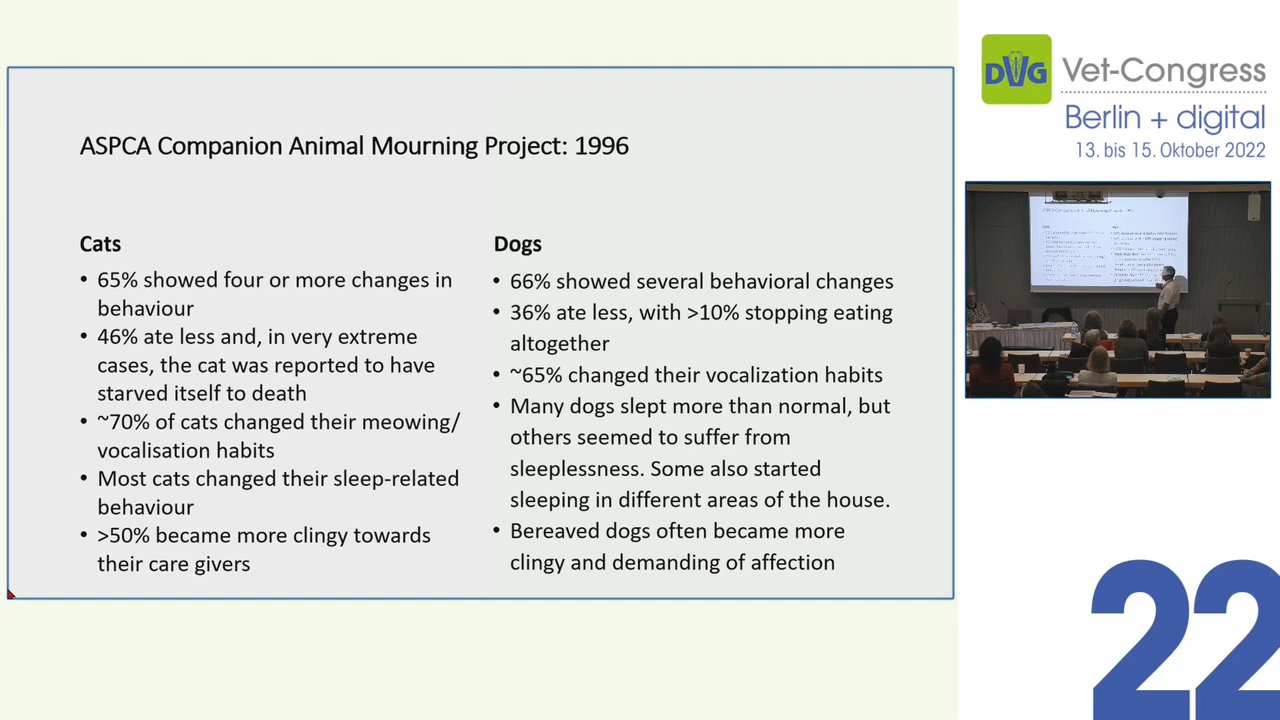 ASPCA Companion Animal Mourning Project: 1996
Cats
• 65% showed four or more changes in
behaviour
• 46% ate less and, in very extreme
cases, the cat was reported to have
starved itself to death
• ~70% of cats changed their meowing/
vocalisation habits
• Most cats changed their sleep-related
behaviour
• >50% became more clingy towards
their care givers
Dogs
• 66% showed several behavioral changes
• 36% ate less, with >10% stopping eating
altogether
• ~65% changed their vocalization habits
• Many dogs slept more than normal, but
others seemed to suffer from
sleeplessness. Some also started
sleeping in different areas of the house.
• Bereaved dogs often became more
clingy and demanding of affection
DVG
Vet-Congress
Berlin + digital
13. bis 15. Oktober 2022
22